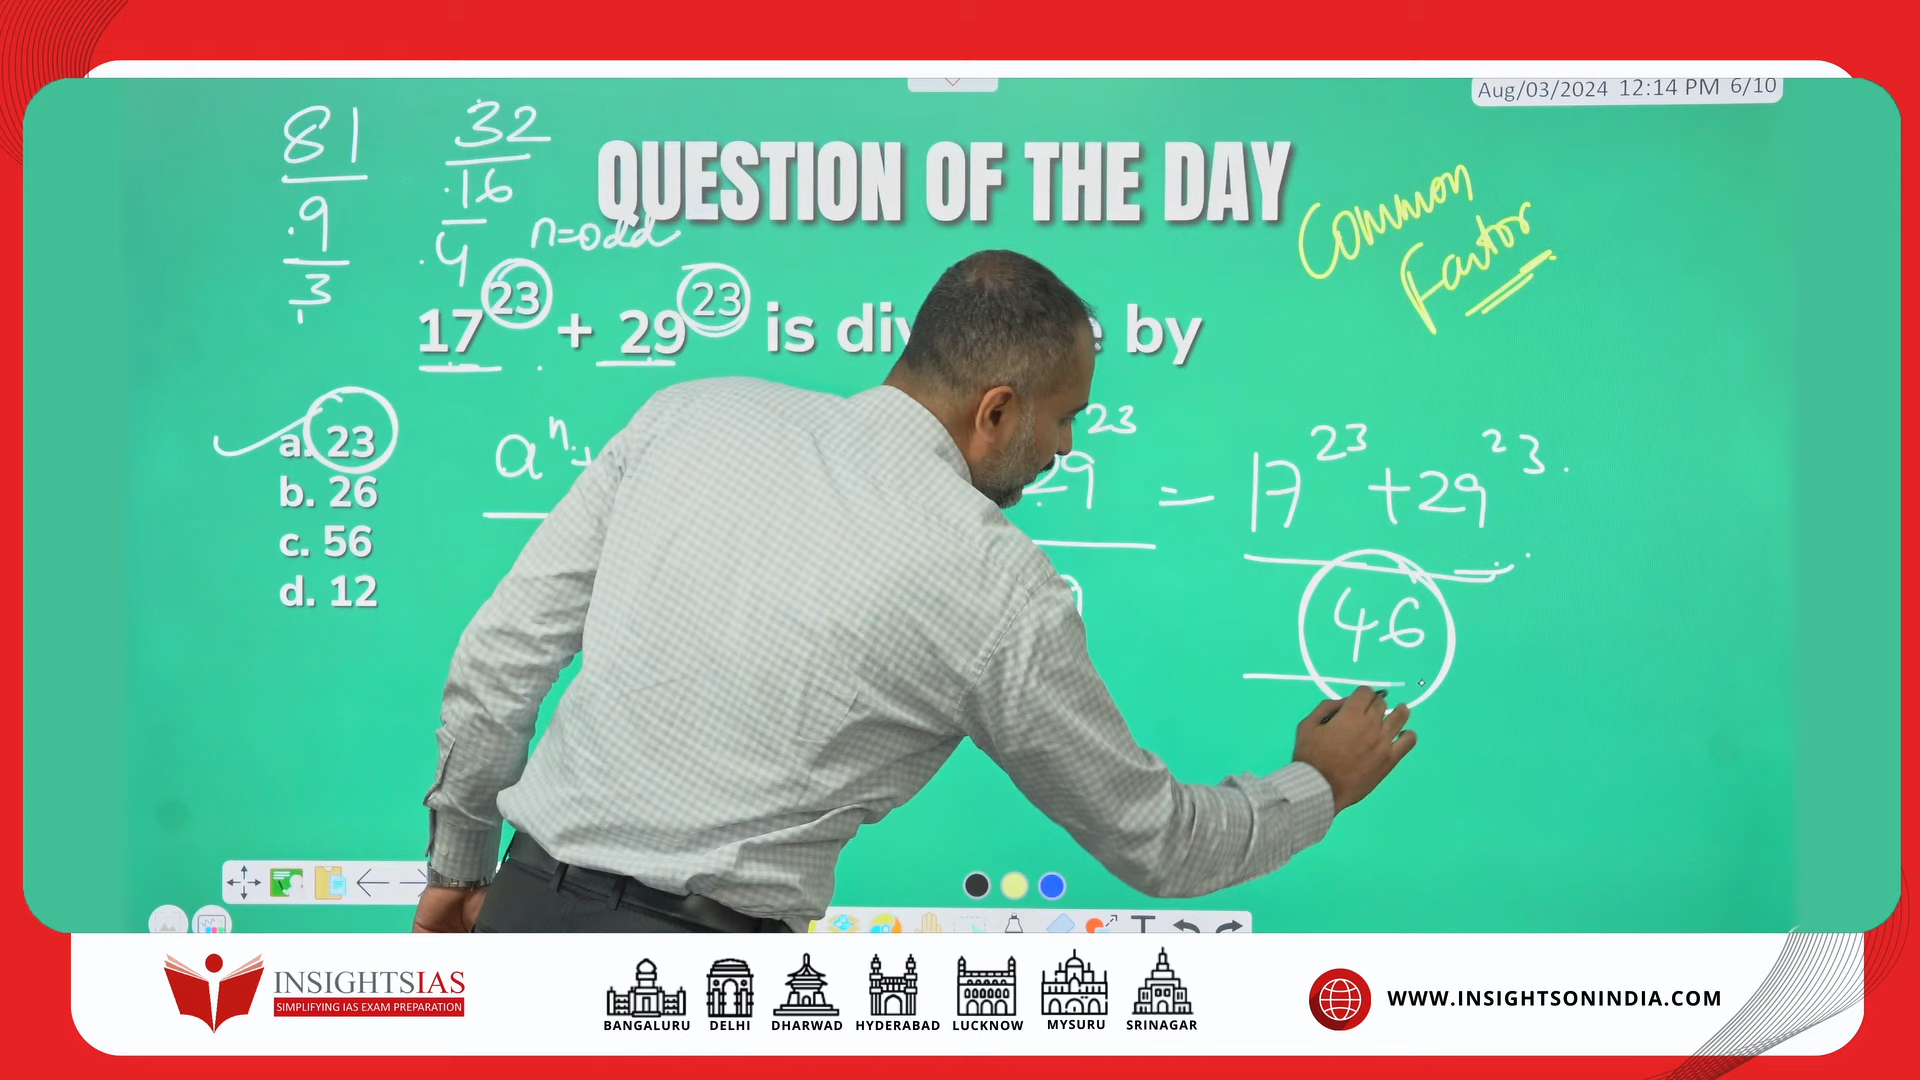 Aug/03/2024 12:14 PM 6/10
81
9
3
32
16
4
QUESTION OF THE DAY
Common
Factor
n=odd
17^23 + 29^23 is by
a. 23
b. 26
c. 56
d. 12
a^n +
29^23 = 17^23 + 29^23
46
INSIGHTSIAS
SIMPLIFYING IAS EXAM PREPARATION
BANGALURU DELHI DHARWAD HYDERABAD LUCKNOW MYSURU SRINAGAR
WWW.INSIGHTSONINDIA.COM